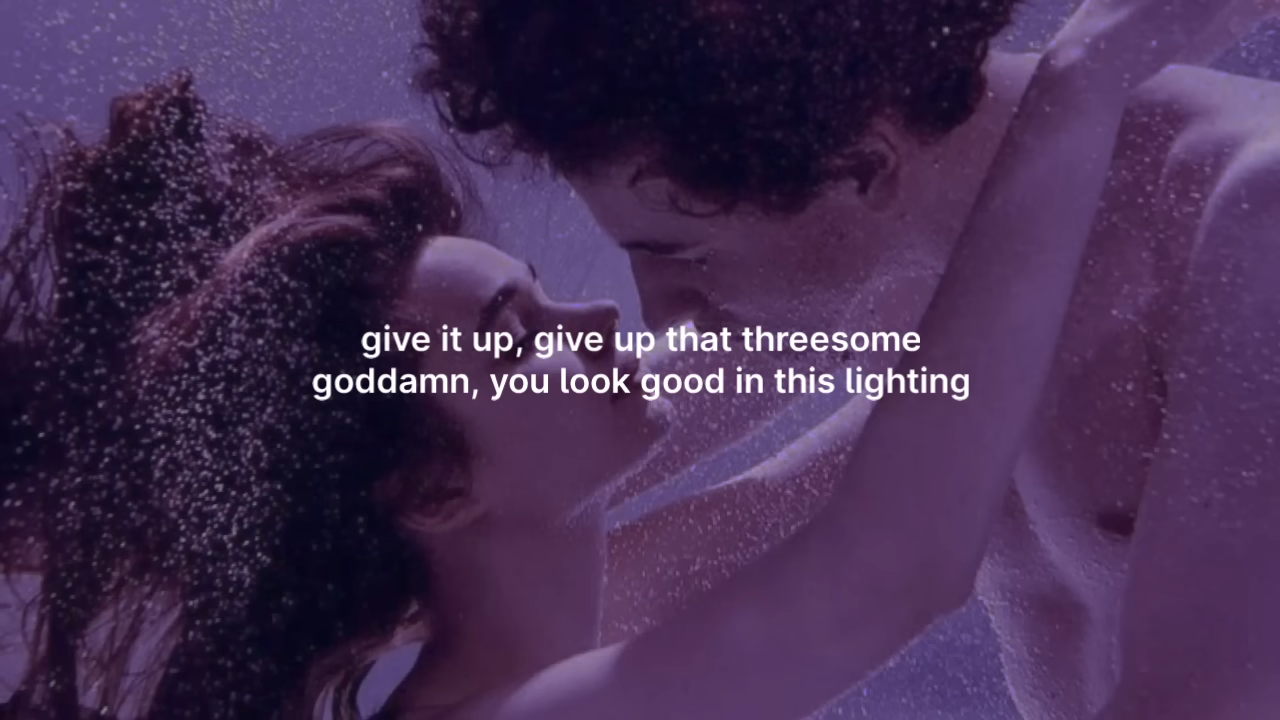 give it up, give up that threesome
goddamn, you look good in this lighting